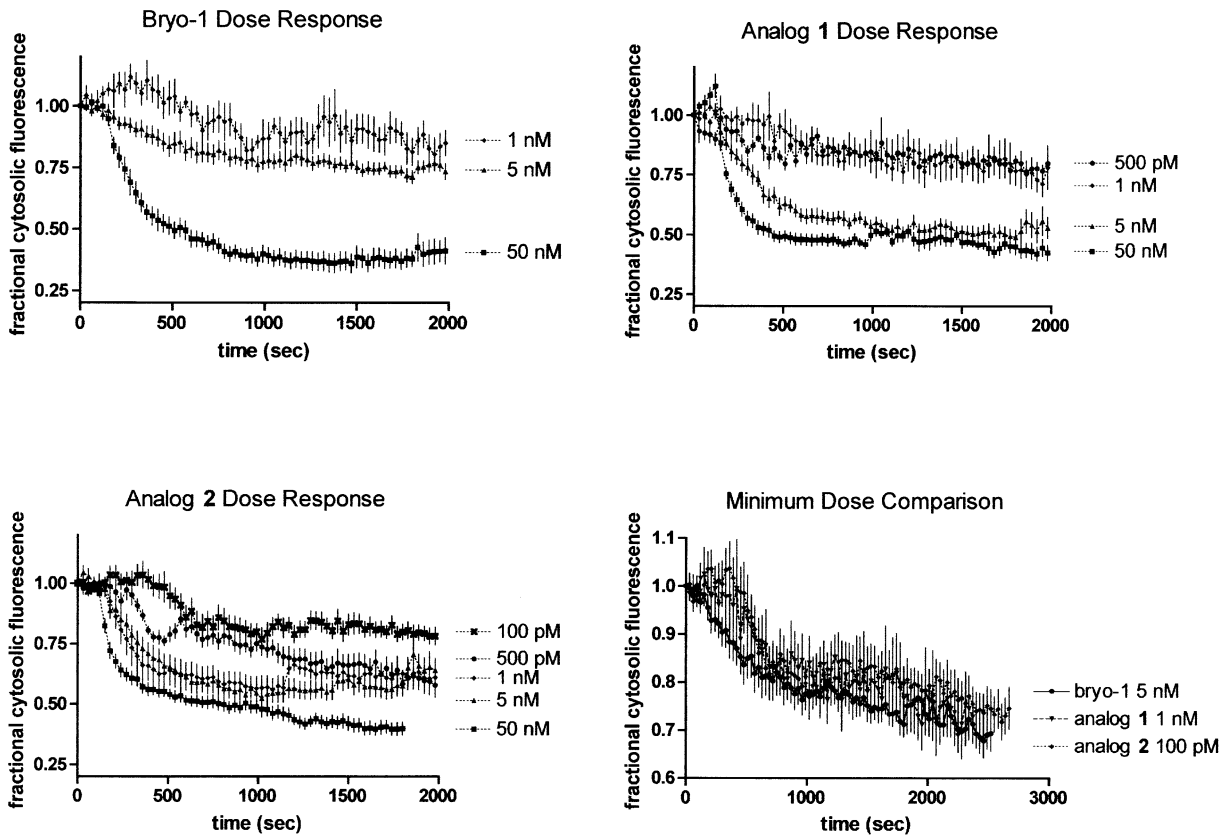 Bryo-1 Dose Response
fractional cytosolic fluorescence
1.00
0.75
0.50
0.25
0 500 1000 1500 2000
time (sec)
1 nM
5 nM
50 nM
Analog 1 Dose Response
fractional cytosolic fluorescence
1.00
0.75
0.50
0.25
0 500 1000 1500 2000
time (sec)
500 pM
1 nM
5 nM
50 nM
Analog 2 Dose Response
fractional cytosolic fluorescence
1.00
0.75
0.50
0.25
0 500 1000 1500 2000
time (sec)
100 pM
500 pM
1 nM
5 nM
50 nM
Minimum Dose Comparison
fractional cytosolic fluorescence
1.1
1.0
0.9
0.8
0.7
0.6
0 1000 2000 3000
time (sec)
bryo-1 5 nM
analog 1 1 nM
analog 2 100 pM